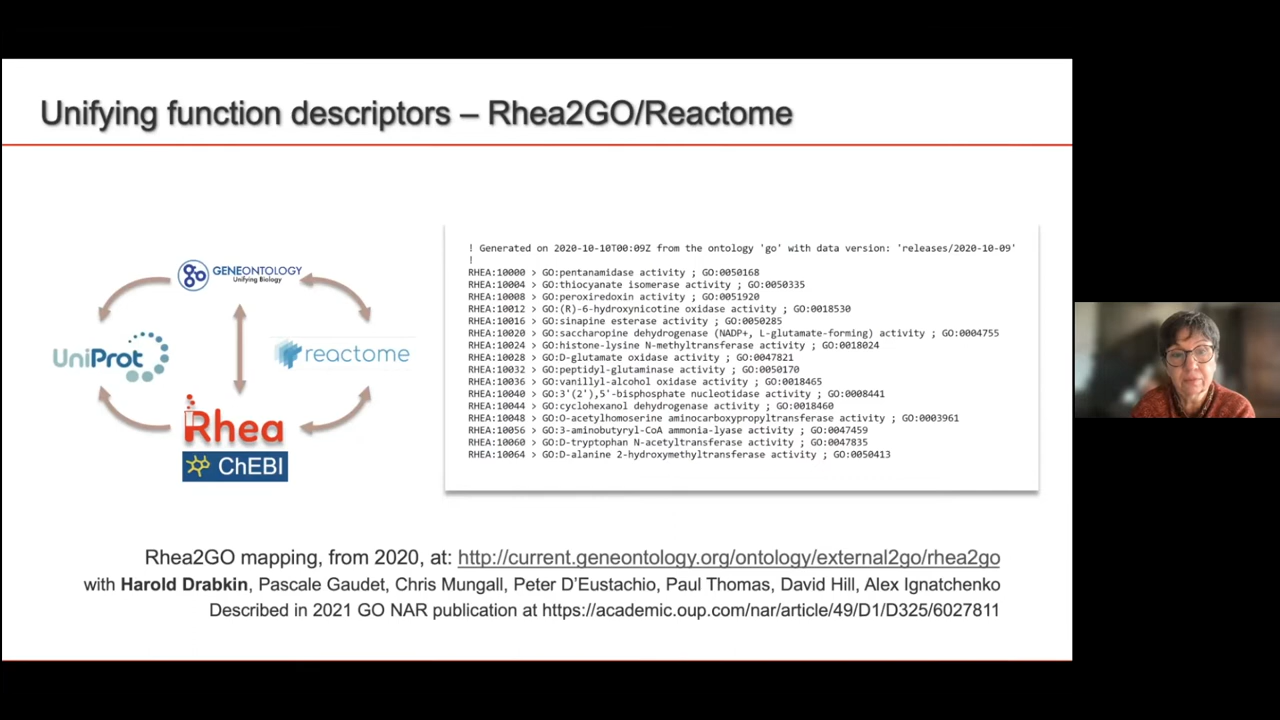 Unifying function descriptors – Rhea2GO/Reactome
GENEONTOLOGY
Unifying Biology
UniProt
reactome
Rhea
ChEBI
! Generated on 2020-10-10T00:09Z from the ontology 'go' with data version: 'releases/2020-10-09'
!
RHEA:10000 > GO:pentanamidase activity ; GO:0050168
RHEA:10004 > GO:thiocyanate isomerase activity ; GO:0050335
RHEA:10008 > GO:peroxiredoxin activity ; GO:0051920
RHEA:10012 > GO:(R)-6-hydroxynicotine oxidase activity ; GO:0018530
RHEA:10016 > GO:sinapine esterase activity ; GO:0050285
RHEA:10020 > GO:saccharopine dehydrogenase (NADP+, L-glutamate-forming) activity ; GO:0004755
RHEA:10024 > GO:histone-lysine N-methyltransferase activity ; GO:0018024
RHEA:10028 > GO:D-glutamate oxidase activity ; GO:0047821
RHEA:10032 > GO:peptidyl-glutaminase activity ; GO:0050170
RHEA:10036 > GO:vanillyl-alcohol oxidase activity ; GO:0018465
RHEA:10040 > GO:3'(2'),5'-bisphosphate nucleotidase activity ; GO:0008441
RHEA:10044 > GO:cyclohexanol dehydrogenase activity ; GO:0018460
RHEA:10048 > GO:O-acetylhomoserine aminocarboxypropyltransferase activity ; GO:0003961
RHEA:10056 > GO:3-aminobutyryl-CoA ammonia-lyase activity ; GO:0047459
RHEA:10060 > GO:D-tryptophan N-acetyltransferase activity ; GO:0047835
RHEA:10064 > GO:D-alanine 2-hydroxymethyltransferase activity ; GO:0050413
Rhea2GO mapping, from 2020, at: http://current.geneontology.org/ontology/external2go/rhea2go
with Harold Drabkin, Pascale Gaudet, Chris Mungall, Peter D'Eustachio, Paul Thomas, David Hill, Alex Ignatchenko
Described in 2021 GO NAR publication at https://academic.oup.com/nar/article/49/D1/D325/6027811